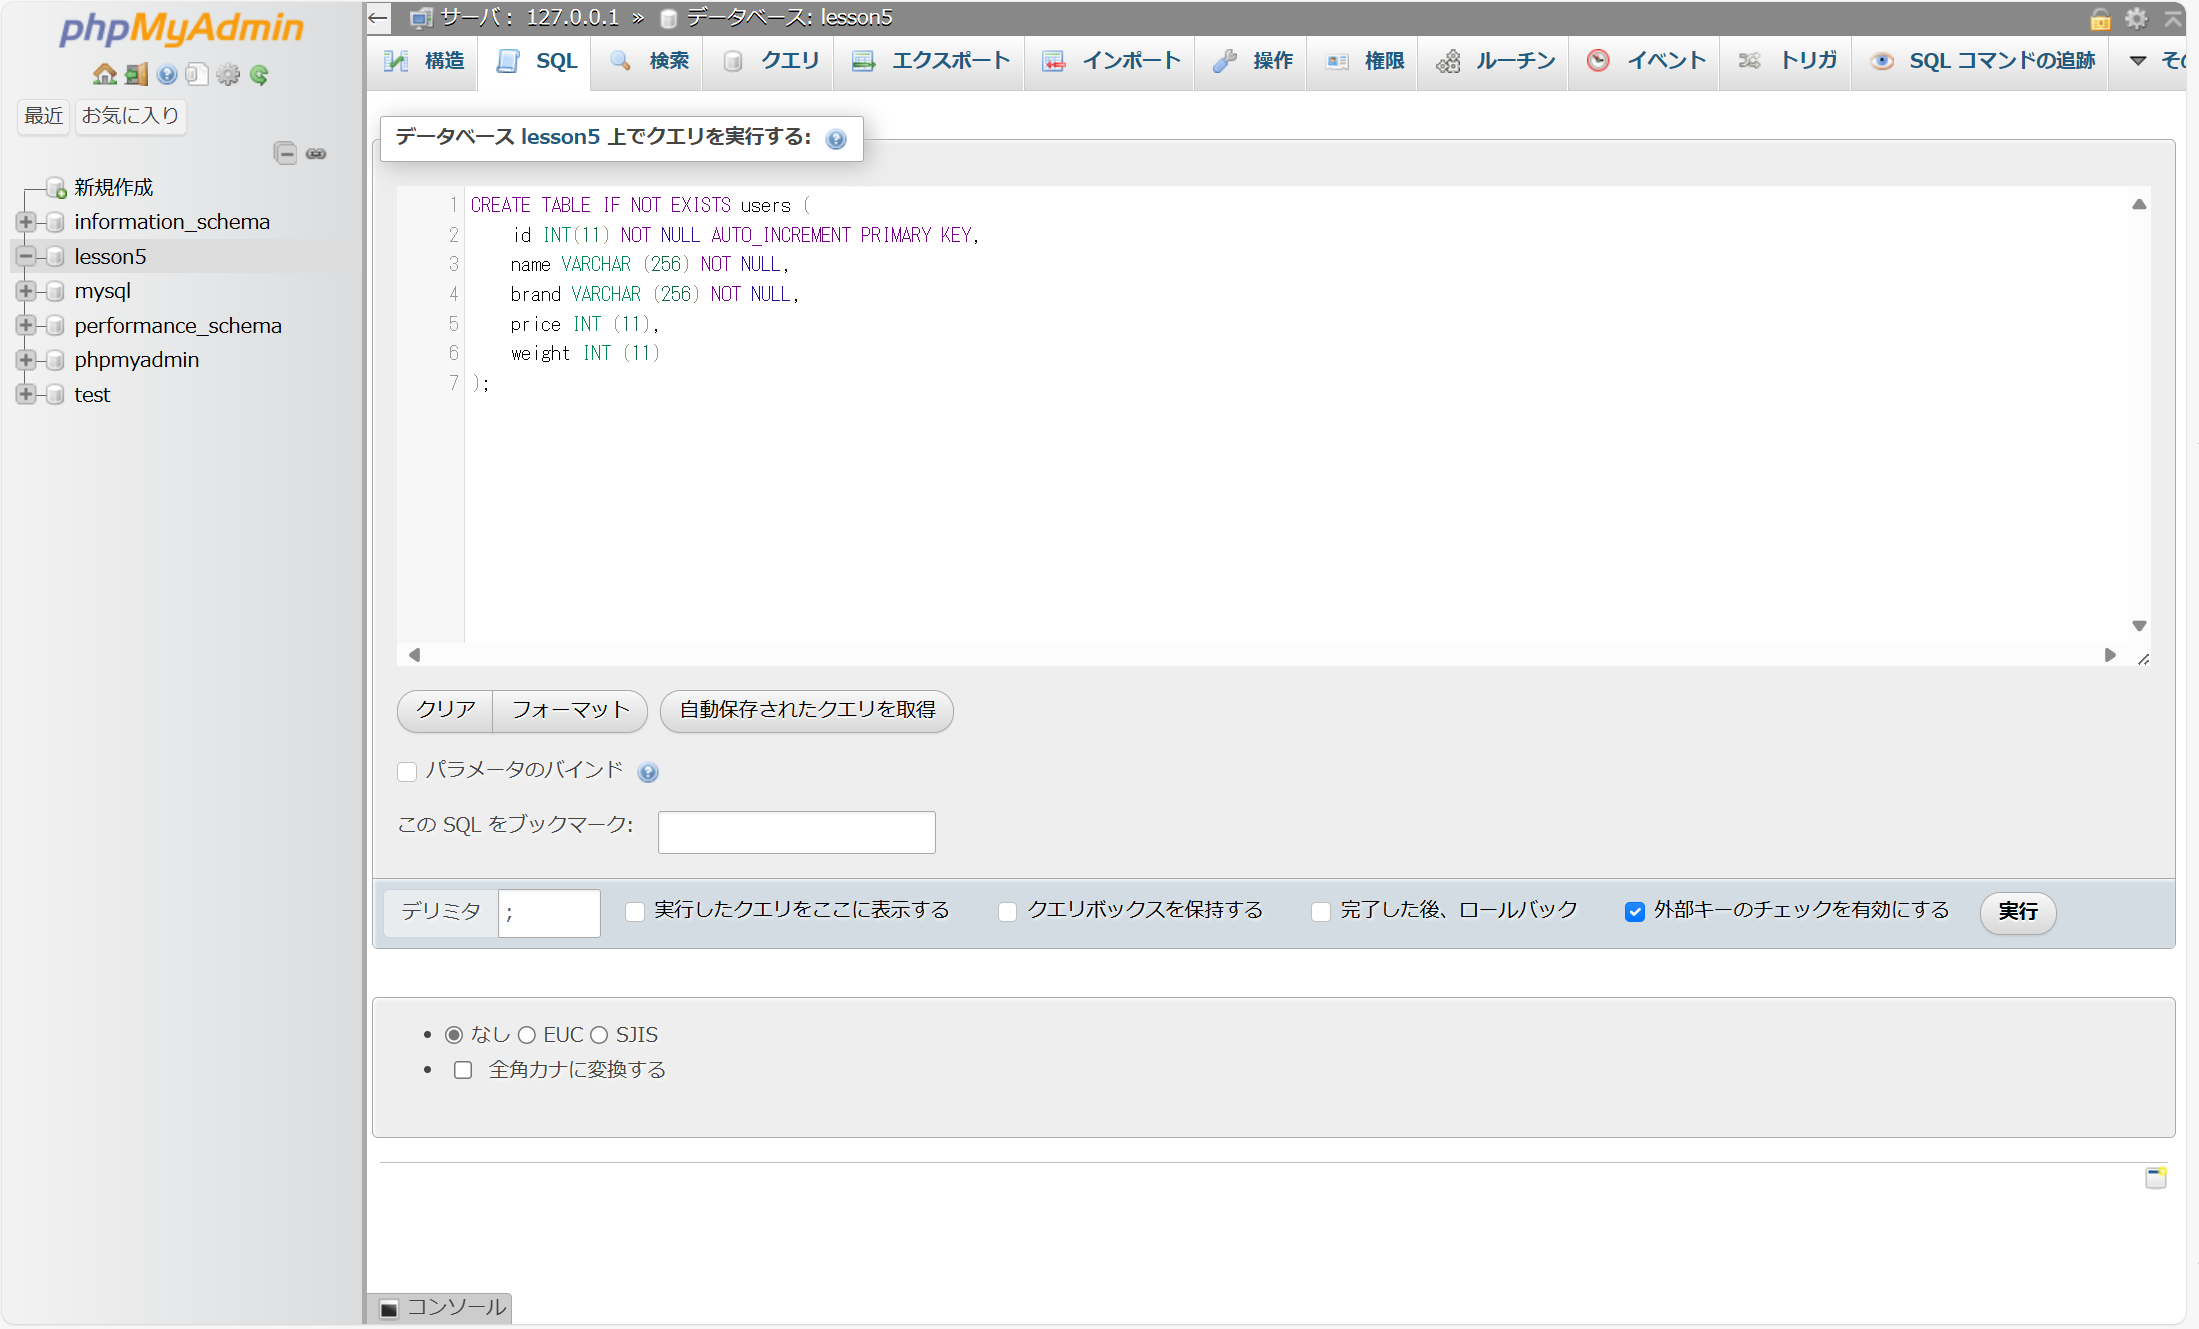 phpMyAdmin
最近 お気に入り
新規作成
information_schema
lesson5
mysql
performance_schema
phpmyadmin
test
サーバ： 127.0.0.1 » データベース: lesson5
構造 SQL 検索 クエリ エクスポート インポート 操作 権限 ルーチン イベント トリガ SQL コマンドの追跡
データベース lesson5 上でクエリを実行する:
1 CREATE TABLE IF NOT EXISTS users (
2 id INT(11) NOT NULL AUTO_INCREMENT PRIMARY KEY,
3 name VARCHAR (256) NOT NULL,
4 brand VARCHAR (256) NOT NULL,
5 price INT (11),
6 weight INT (11)
7 );
クリア フォーマット 自動保存されたクエリを取得
パラメータのバインド
この SQL をブックマーク:
デリミタ ; 実行したクエリをここに表示する クエリボックスを保持する 完了した後、ロールバック 外部キーのチェックを有効にする 実行
なし EUC SJIS
全角カナに変換する
コンソール